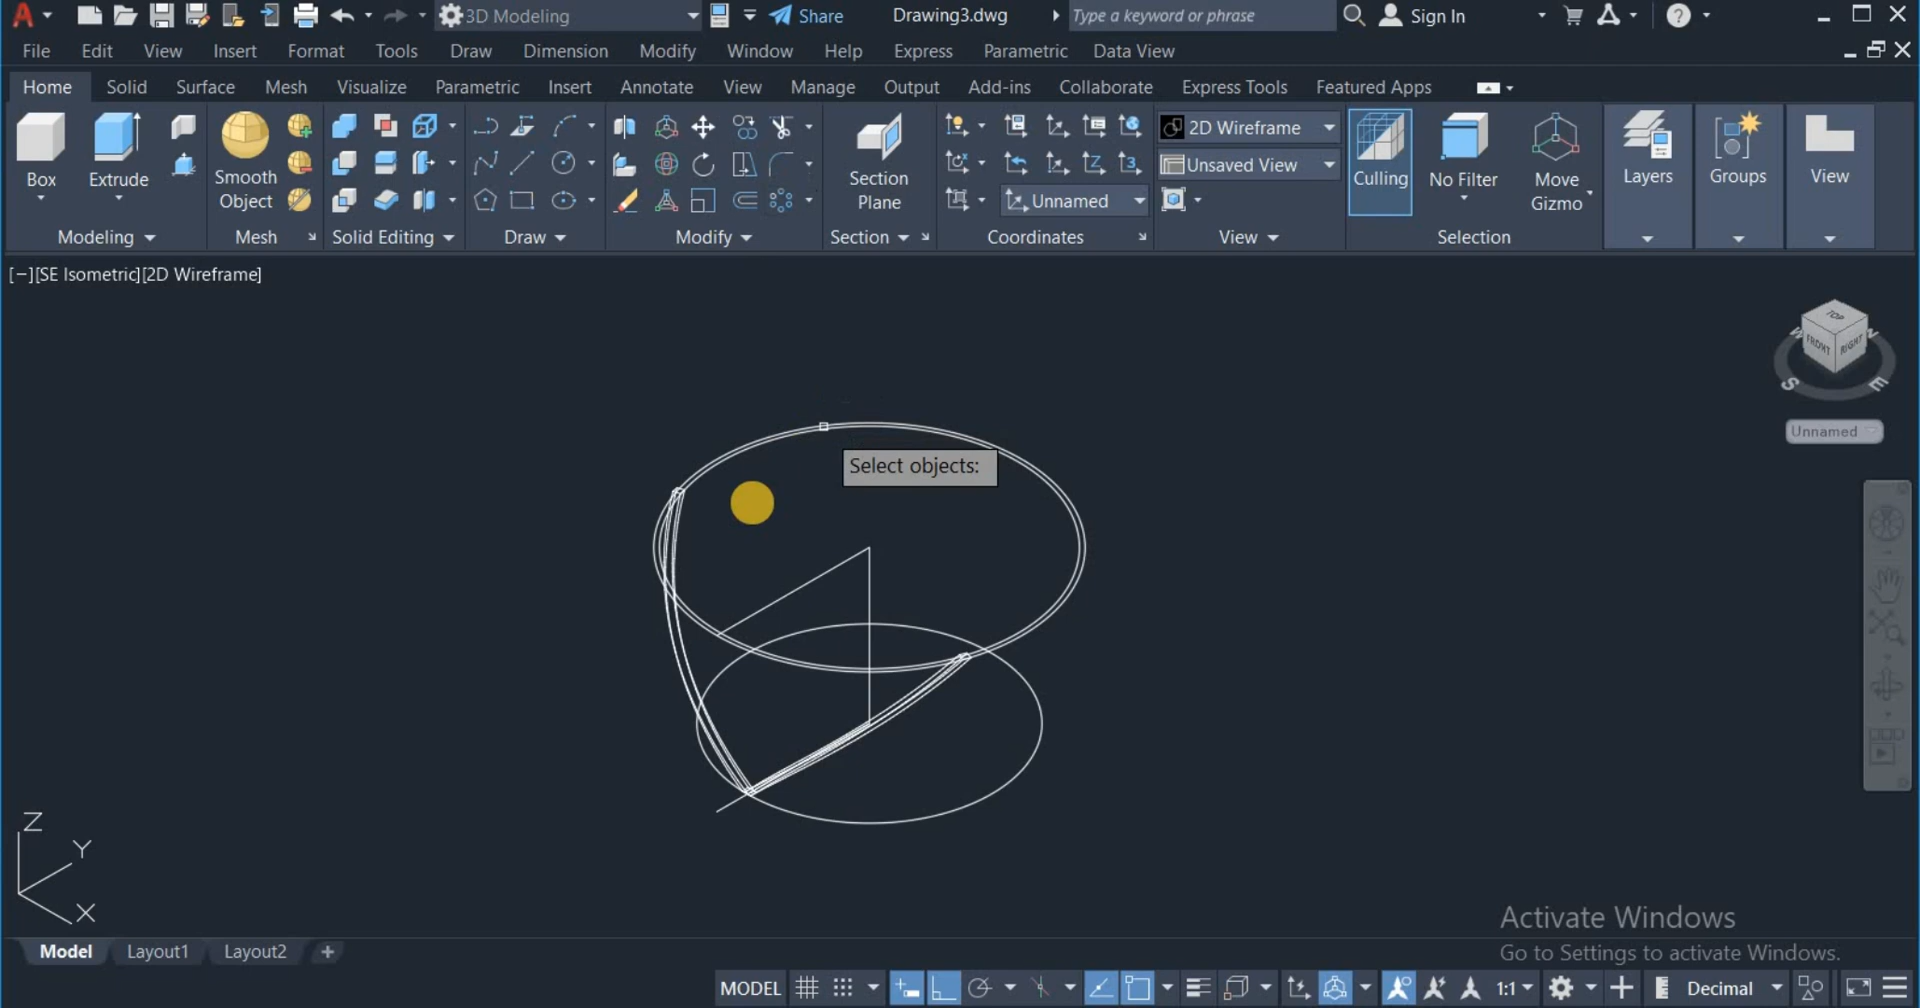 3D Modeling Share Drawing3.dwg Type a keyword or phrase Sign In
File Edit View Insert Format Tools Draw Dimension Modify Window Help Express Parametric Data View
Home Solid Surface Mesh Visualize Parametric Insert Annotate View Manage Output Add-ins Collaborate Express Tools Featured Apps
2D Wireframe
Unsaved View
Unnamed
Box
Extrude
Smooth
Object
Section
Plane
Culling
No Filter
Move
Gizmo
Layers
Groups
View
Modeling Mesh Solid Editing Draw Modify Section Coordinates View Selection
[−][SE Isometric][2D Wireframe]
TOP
FRONT
RIGHT
W
N
S
E
Unnamed
Select objects:
Z
Y
X
Activate Windows
Go to Settings to activate Windows.
Model Layout1 Layout2 +
MODEL 1:1 Decimal